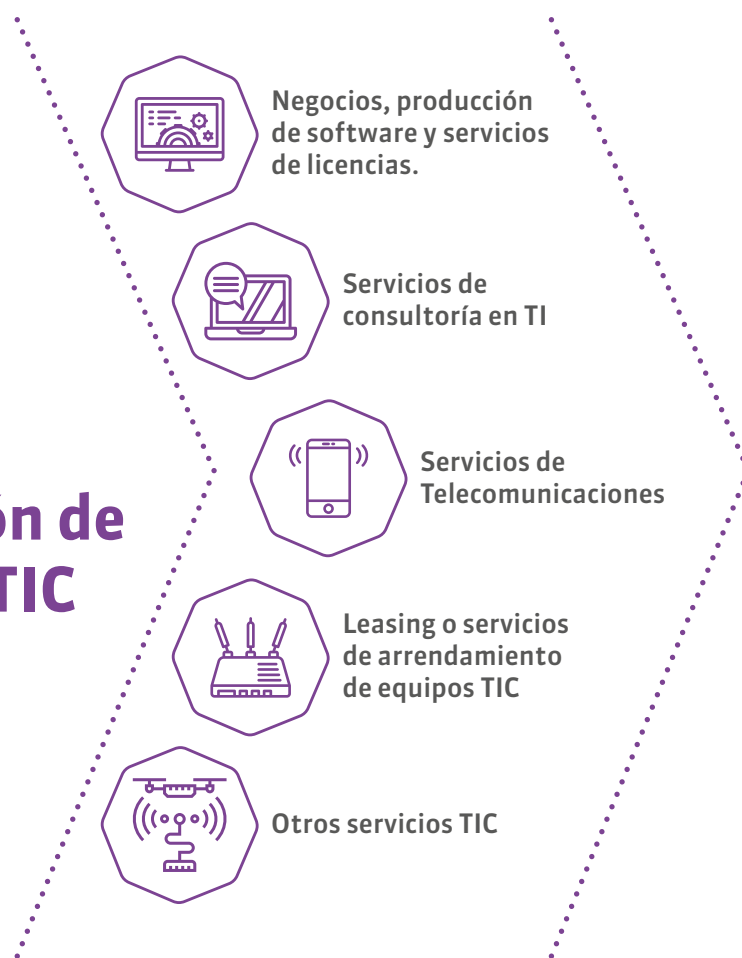 Negocios, producción
de software y servicios
de licencias.
Servicios de
consultoría en TI
Servicios de
Telecomunicaciones
ón de
TIC
Leasing o servicios
de arrendamiento
de equipos TIC
Otros servicios TIC